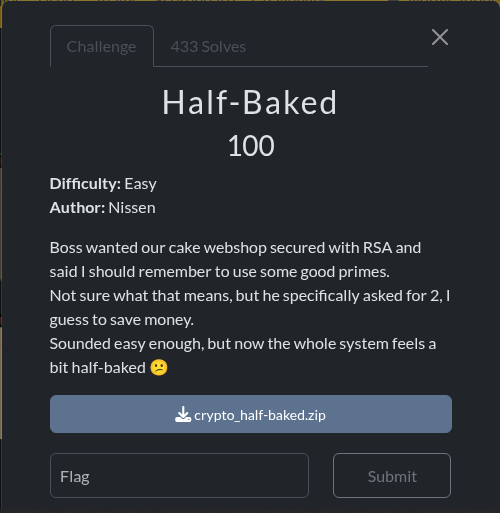 Challenge
433 Solves
Half-Baked
100
Difficulty: Easy
Author: Nissen
Boss wanted our cake webshop secured with RSA and
said I should remember to use some good primes.
Not sure what that means, but he specifically asked for 2, I
guess to save money.
Sounded easy enough, but now the whole system feels a
bit half-baked 😕
crypto_half-baked.zip
Flag
Submit